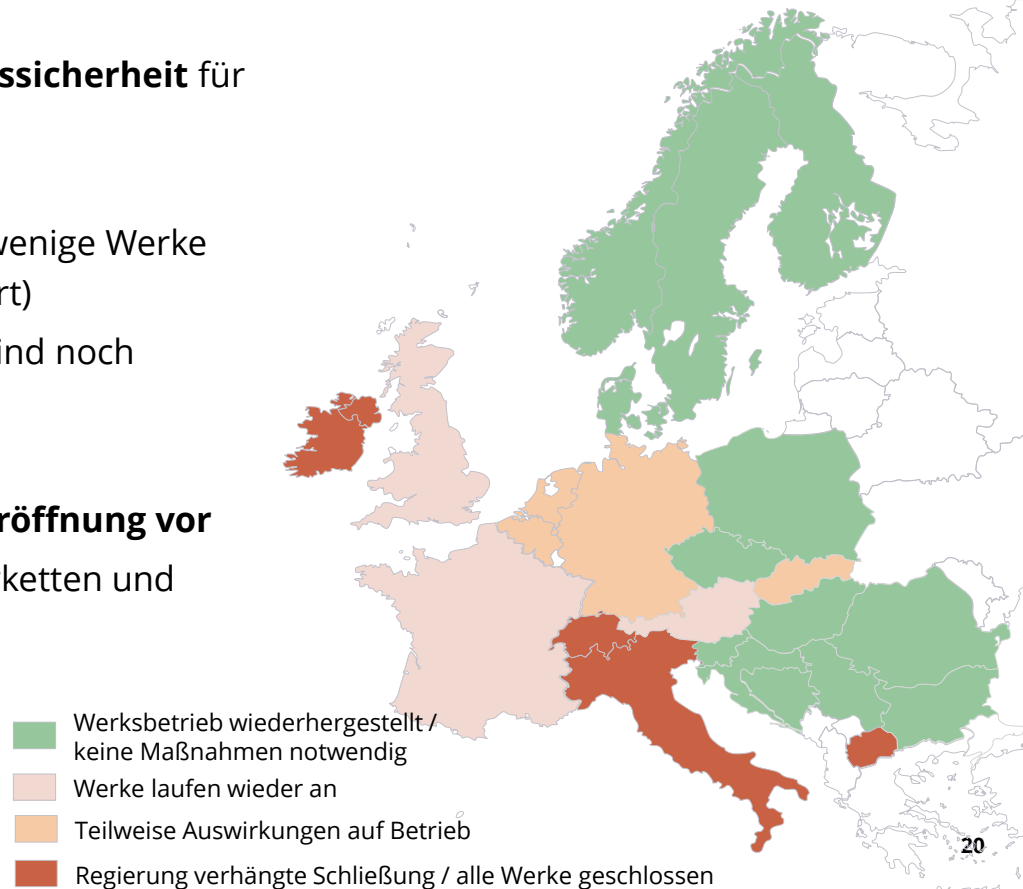 ssicherheit für
wenige Werke
rt)
ind noch
röffnung vor
ketten und
Werksbetrieb wiederhergestellt /
keine Maßnahmen notwendig
Werke laufen wieder an
Teilweise Auswirkungen auf Betrieb
Regierung verhängte Schließung / alle Werke geschlossen
20